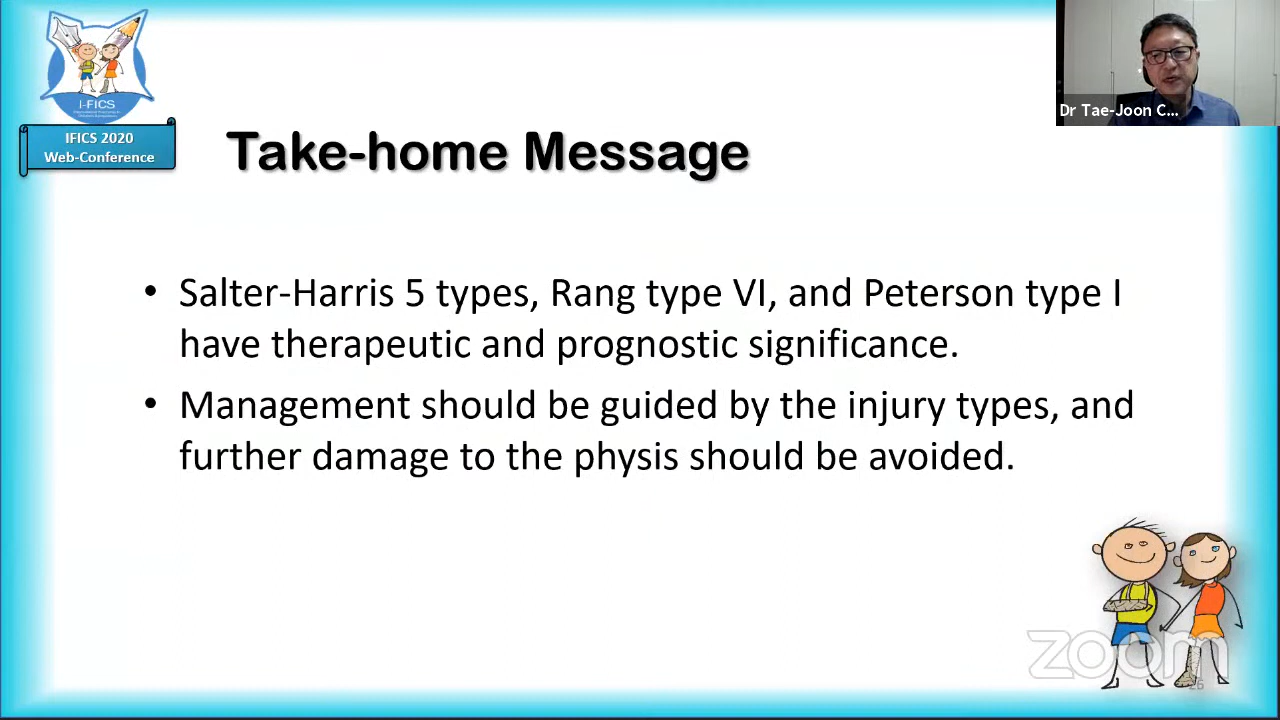 I-FICS
IFICS 2020
Web-Conference
Take-home Message
Dr Tae-Joon C...
• Salter-Harris 5 types, Rang type VI, and Peterson type I
have therapeutic and prognostic significance.
• Management should be guided by the injury types, and
further damage to the physis should be avoided.
zoom